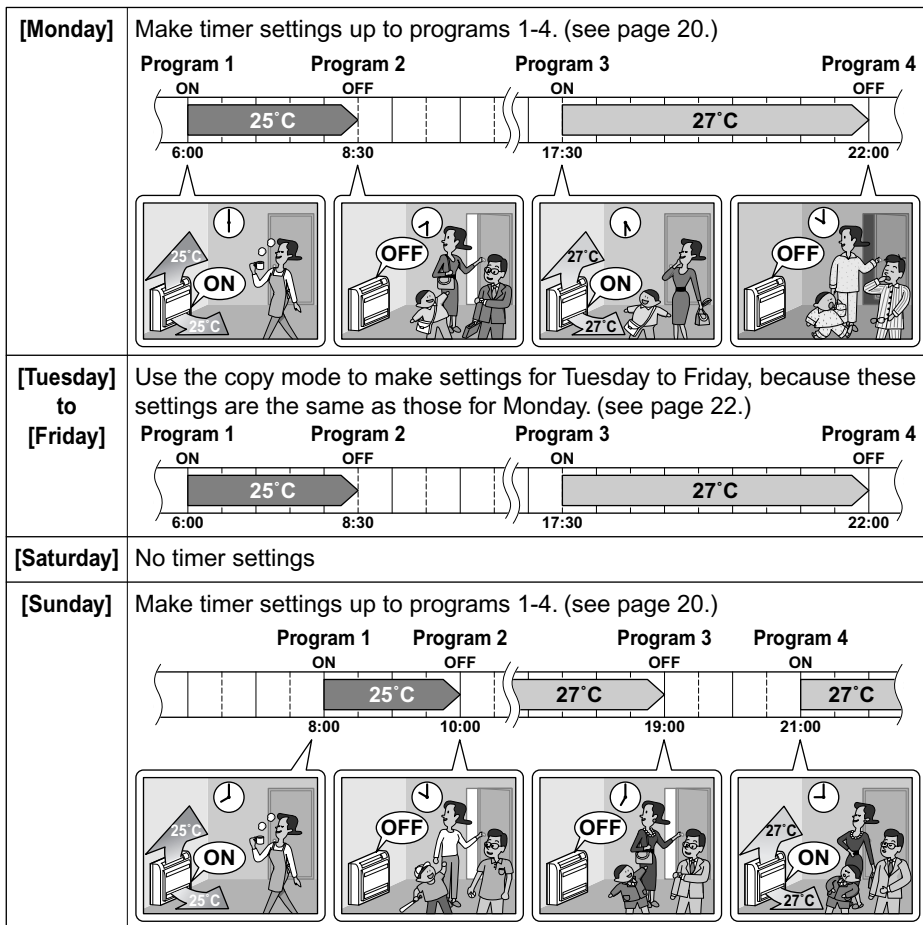 [Monday]
Make timer settings up to programs 1-4. (see page 20.)
Program 1 Program 2 Program 3 Program 4
ON OFF ON OFF
25˚C 27˚C
6:00 8:30 17:30 22:00
25˚C ON 25˚C
OFF
27˚C ON 27˚C
OFF
[Tuesday]
to
[Friday]
Use the copy mode to make settings for Tuesday to Friday, because these
settings are the same as those for Monday. (see page 22.)
Program 1 Program 2 Program 3 Program 4
ON OFF ON OFF
25˚C 27˚C
6:00 8:30 17:30 22:00
[Saturday]
No timer settings
[Sunday]
Make timer settings up to programs 1-4. (see page 20.)
Program 1 Program 2 Program 3 Program 4
ON OFF OFF ON
25˚C 27˚C 27˚C
8:00 10:00 19:00 21:00
25˚C ON 25˚C
OFF
OFF
27˚C ON 27˚C